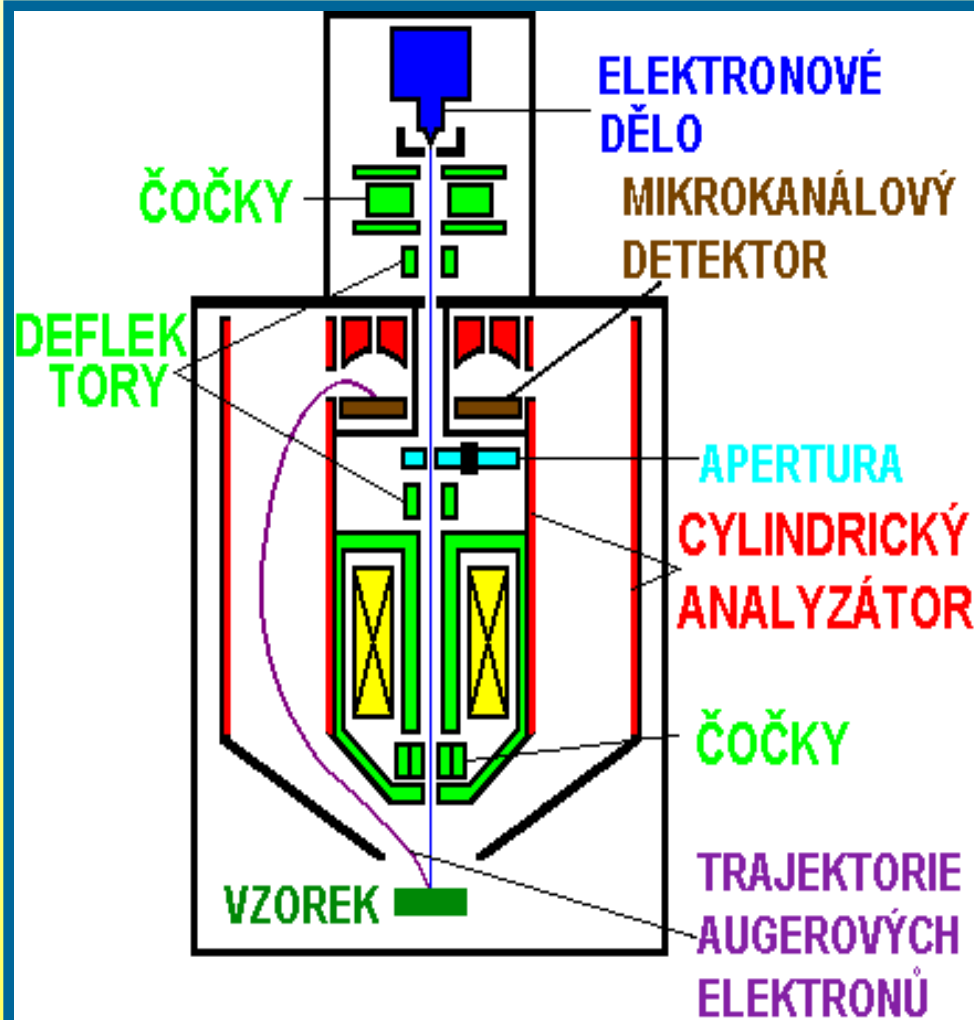 ELEKTRONOVÉ
DĚLO
ČOČKY
MIKROKANÁLOVÝ
DETEKTOR
DEFLEK
TORY
APERTURA
CYLINDRICKÝ
ANALYZÁTOR
ČOČKY
VZOREK
TRAJEKTORIE
AUGEROVÝCH
ELEKTRONŮ